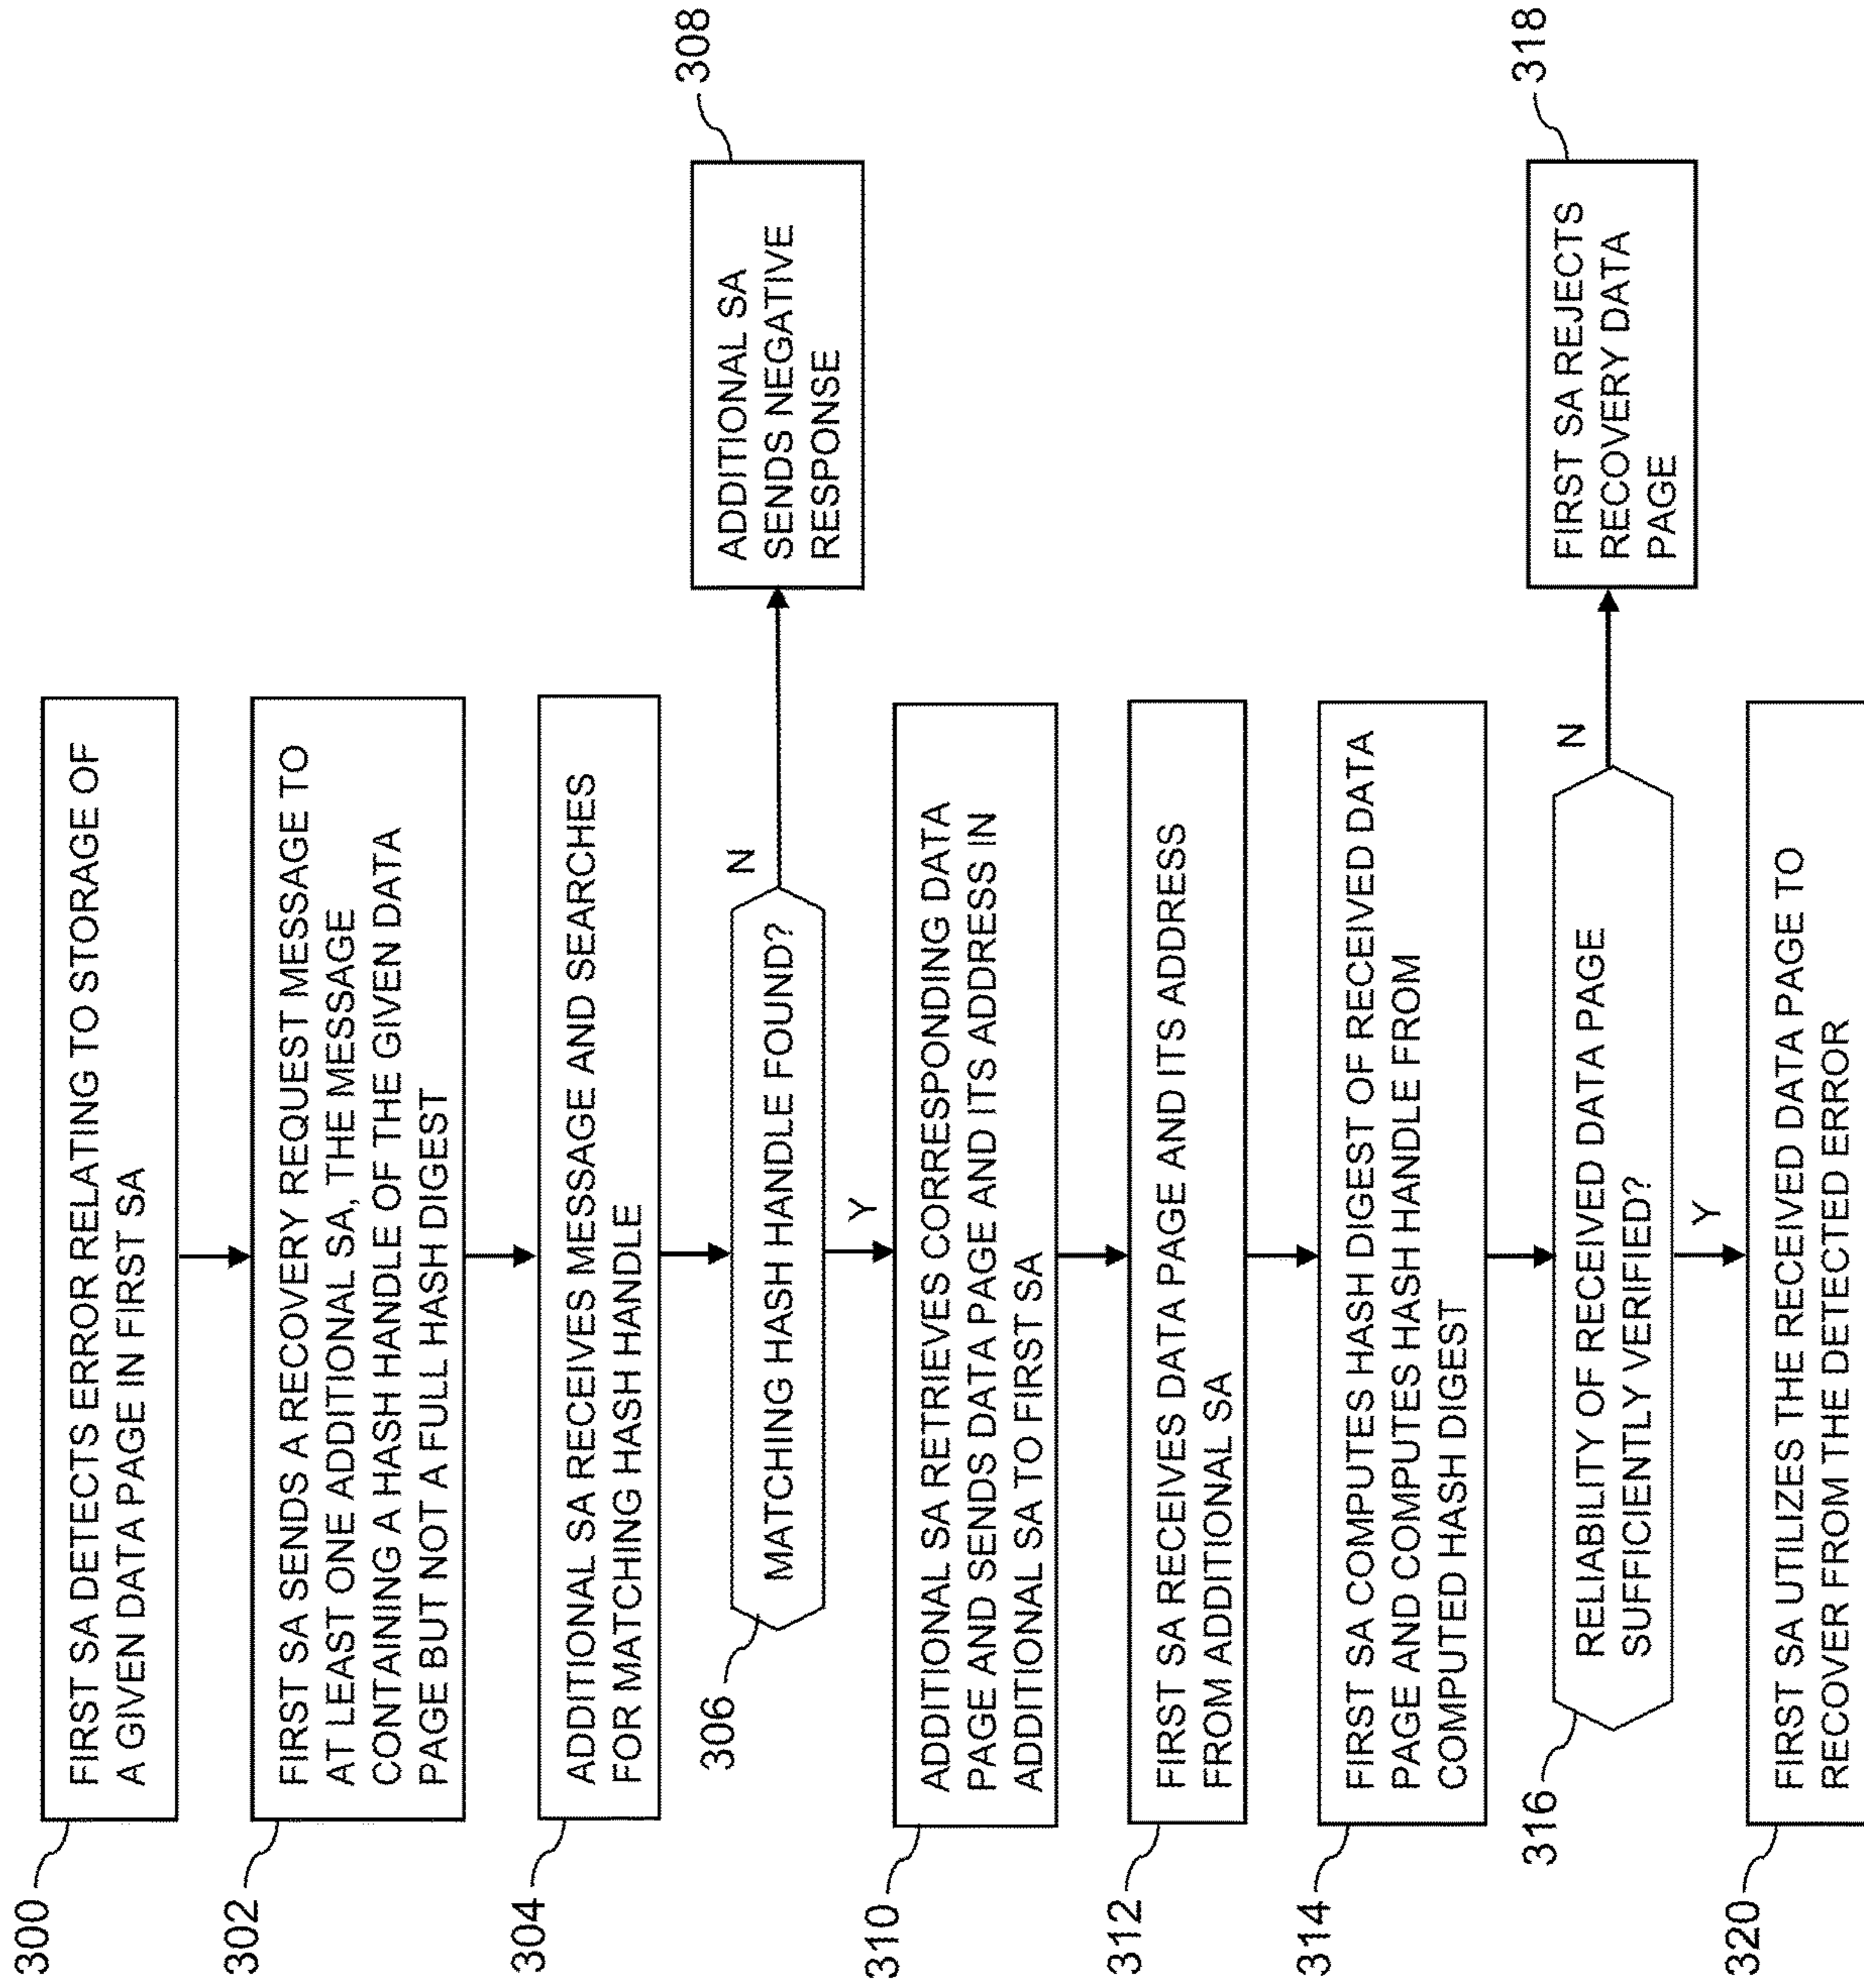 300
FIRST SA DETECTS ERROR RELATING TO STORAGE OF
A GIVEN DATA PAGE IN FIRST SA
302
FIRST SA SENDS A RECOVERY REQUEST MESSAGE TO
AT LEAST ONE ADDITIONAL SA, THE MESSAGE
CONTAINING A HASH HANDLE OF THE GIVEN DATA
PAGE BUT NOT A FULL HASH DIGEST
304
ADDITIONAL SA RECEIVES MESSAGE AND SEARCHES
FOR MATCHING HASH HANDLE
306
MATCHING HASH HANDLE FOUND?
N
308
ADDITIONAL SA
SENDS NEGATIVE
RESPONSE
Y
310
ADDITIONAL SA RETRIEVES CORRESPONDING DATA
PAGE AND SENDS DATA PAGE AND ITS ADDRESS IN
ADDITIONAL SA TO FIRST SA
312
FIRST SA RECEIVES DATA PAGE AND ITS ADDRESS
FROM ADDITIONAL SA
314
FIRST SA COMPUTES HASH DIGEST OF RECEIVED DATA
PAGE AND COMPUTES HASH HANDLE FROM
COMPUTED HASH DIGEST
316
RELIABILITY OF RECEIVED DATA PAGE
SUFFICIENTLY VERIFIED?
N
318
FIRST SA REJECTS
RECOVERY DATA
PAGE
Y
320
FIRST SA UTILIZES THE RECEIVED DATA PAGE TO
RECOVER FROM THE DETECTED ERROR